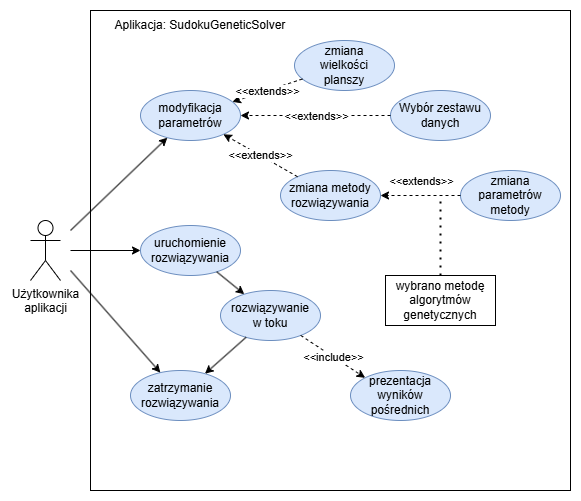 Aplikacja: SudokuGeneticSolver
zmiana
wielkości
planszy
<<extends>>
modyfikacja
parametrów
<<extends>>
Wybór zestawu
danych
<<extends>>
zmiana metody
rozwiązywania
<<extends>>
zmiana
parametrów
metody
Użytkownika
aplikacji
uruchomienie
rozwiązywania
wybrano metodę
algorytmów
genetycznych
rozwiązywanie
w toku
<<include>>
zatrzymanie
rozwiązywania
prezentacja
wyników
pośrednich